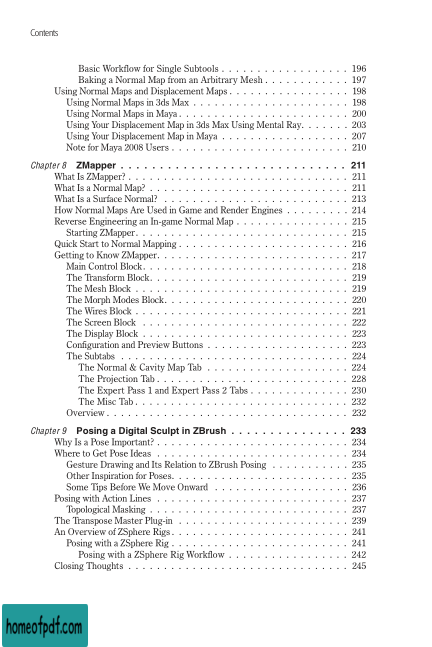 Contents
Basic Workflow for Single Subtools . . . . . . . . . . . . . . . . . . 196
Baking a Normal Map from an Arbitrary Mesh . . . . . . . . . . . . 197
Using Normal Maps and Displacement Maps . . . . . . . . . . . . . . . . . 198
Using Normal Maps in 3ds Max . . . . . . . . . . . . . . . . . . . . . . 198
Using Normal Maps in Maya . . . . . . . . . . . . . . . . . . . . . . . . 200
Using Your Displacement Map in 3ds Max Using Mental Ray. . . . . . . 203
Using Your Displacement Map in Maya . . . . . . . . . . . . . . . . . . 207
Note for Maya 2008 Users . . . . . . . . . . . . . . . . . . . . . . . . . 210
Chapter 8 ZMapper . . . . . . . . . . . . . . . . . . . . . . . . . . . . 211
What Is ZMapper? . . . . . . . . . . . . . . . . . . . . . . . . . . . . . . . 211
What Is a Normal Map? . . . . . . . . . . . . . . . . . . . . . . . . . . . . 211
What Is a Surface Normal? . . . . . . . . . . . . . . . . . . . . . . . . . . 213
How Normal Maps Are Used in Game and Render Engines . . . . . . . . . 214
Reverse Engineering an In-game Normal Map . . . . . . . . . . . . . . . . 215
Starting ZMapper. . . . . . . . . . . . . . . . . . . . . . . . . . . . . . 215
Quick Start to Normal Mapping . . . . . . . . . . . . . . . . . . . . . . . . 216
Getting to Know ZMapper. . . . . . . . . . . . . . . . . . . . . . . . . . . 217
Main Control Block. . . . . . . . . . . . . . . . . . . . . . . . . . . . . 218
The Transform Block. . . . . . . . . . . . . . . . . . . . . . . . . . . . 219
The Mesh Block . . . . . . . . . . . . . . . . . . . . . . . . . . . . . . 219
The Morph Modes Block. . . . . . . . . . . . . . . . . . . . . . . . . . 220
The Wires Block . . . . . . . . . . . . . . . . . . . . . . . . . . . . . . 221
The Screen Block . . . . . . . . . . . . . . . . . . . . . . . . . . . . . 222
The Display Block . . . . . . . . . . . . . . . . . . . . . . . . . . . . . 223
Configuration and Preview Buttons . . . . . . . . . . . . . . . . . . . . 223
The Subtabs . . . . . . . . . . . . . . . . . . . . . . . . . . . . . . . . 224
The Normal & Cavity Map Tab . . . . . . . . . . . . . . . . . . . . 224
The Projection Tab . . . . . . . . . . . . . . . . . . . . . . . . . . . 228
The Expert Pass 1 and Expert Pass 2 Tabs . . . . . . . . . . . . . . 230
The Misc Tab . . . . . . . . . . . . . . . . . . . . . . . . . . . . . . 232
Overview . . . . . . . . . . . . . . . . . . . . . . . . . . . . . . . . . . 232
Chapter 9 Posing a Digital Sculpt in ZBrush . . . . . . . . . . . . . . 233
Why Is a Pose Important? . . . . . . . . . . . . . . . . . . . . . . . . . . . 234
Where to Get Pose Ideas . . . . . . . . . . . . . . . . . . . . . . . . . . . 234
Gesture Drawing and Its Relation to ZBrush Posing . . . . . . . . . . . 235
Other Inspiration for Poses. . . . . . . . . . . . . . . . . . . . . . . . . 235
Some Tips Before We Move Onward . . . . . . . . . . . . . . . . . . . 236
Posing with Action Lines . . . . . . . . . . . . . . . . . . . . . . . . . . . 237
Topological Masking . . . . . . . . . . . . . . . . . . . . . . . . . . . . 237
The Transpose Master Plug-in . . . . . . . . . . . . . . . . . . . . . . . . 239
An Overview of ZSphere Rigs . . . . . . . . . . . . . . . . . . . . . . . . . 241
Posing with a ZSphere Rig . . . . . . . . . . . . . . . . . . . . . . . . . 241
Posing with a ZSphere Rig Workflow . . . . . . . . . . . . . . . . . 242
Closing Thoughts . . . . . . . . . . . . . . . . . . . . . . . . . . . . . . . 245
homeofpdf.com